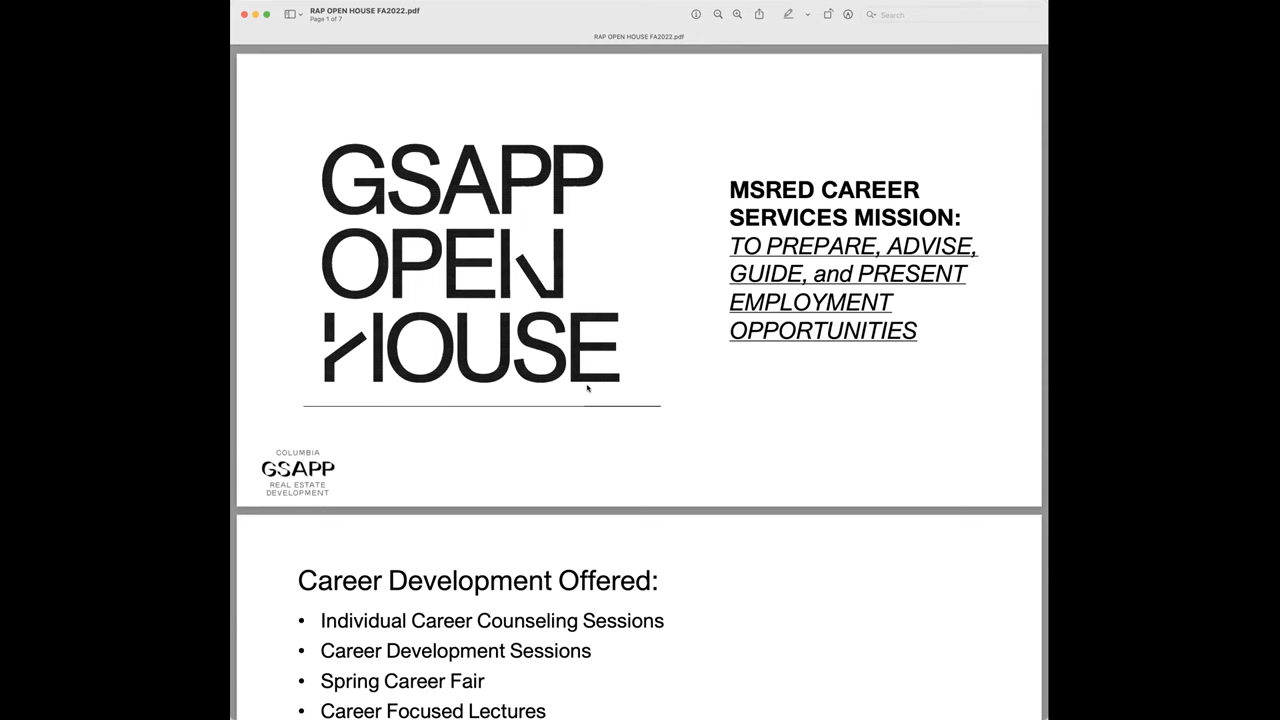 RAP OPEN HOUSE FA2022.pdf
Page 1 of 7
Search
RAP OPEN HOUSE FA2022.pdf
GSAPP
OPEN
HOUSE
MSRED CAREER
SERVICES MISSION:
TO PREPARE, ADVISE,
GUIDE, and PRESENT
EMPLOYMENT
OPPORTUNITIES
COLUMBIA
GSAPP
REAL ESTATE
DEVELOPMENT
Career Development Offered:
• Individual Career Counseling Sessions
• Career Development Sessions
• Spring Career Fair
• Career Focused Lectures